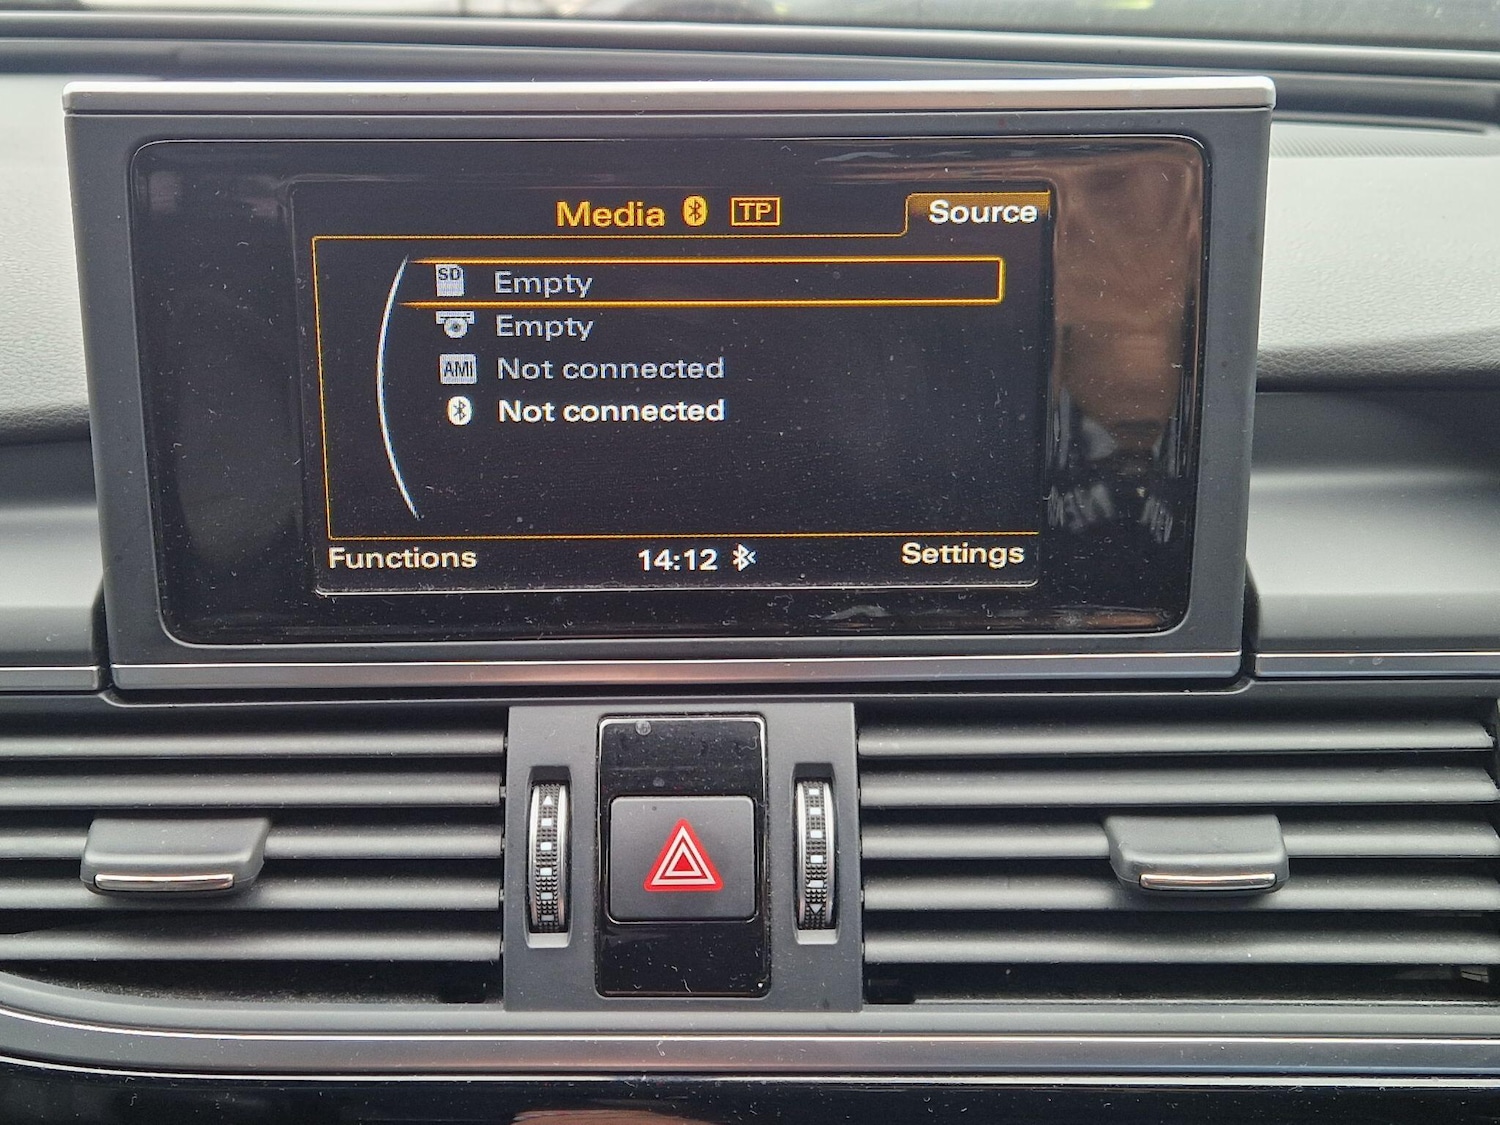 Media TP
Source
SD Empty
Empty
AMI Not connected
Not connected
Functions 14:12 Settings